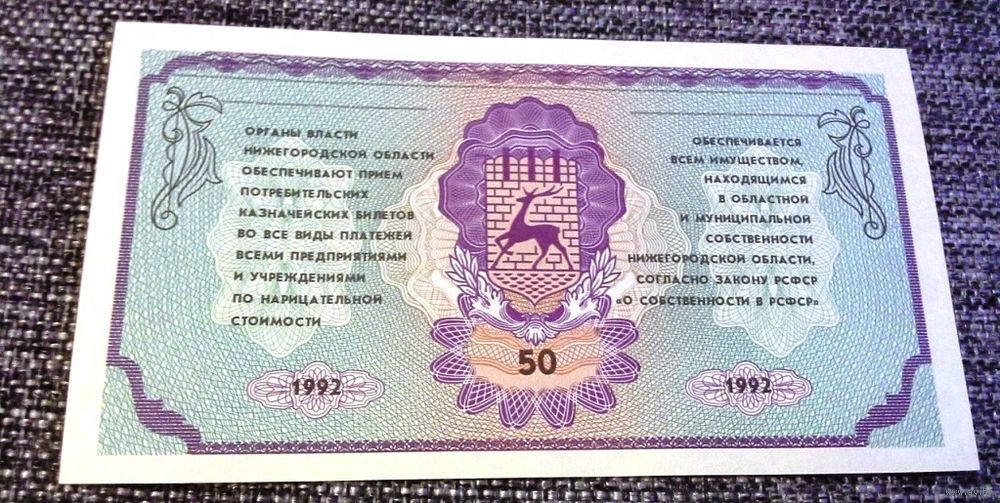 ОРГАНЫ ВЛАСТИ
НИЖЕГОРОДСКОЙ ОБЛАСТИ
ОБЕСПЕЧИВАЮТ ПРИЕМ
ПОТРЕБИТЕЛЬСКИХ
КАЗНАЧЕЙСКИХ БИЛЕТОВ
ВО ВСЕ ВИДЫ ПЛАТЕЖЕЙ
ВСЕМИ ПРЕДПРИЯТИЯМИ
И УЧРЕЖДЕНИЯМИ
ПО НАРИЦАТЕЛЬНОЙ
СТОИМОСТИ
1992
50
ОБЕСПЕЧИВАЕТСЯ
ВСЕМ ИМУЩЕСТВОМ,
НАХОДЯЩИМСЯ
В ОБЛАСТНОЙ
И МУНИЦИПАЛЬНОЙ
СОБСТВЕННОСТИ
НИЖЕГОРОДСКОЙ ОБЛАСТИ,
СОГЛАСНО ЗАКОНУ РСФСР
«О СОБСТВЕННОСТИ В РСФСР»
1992